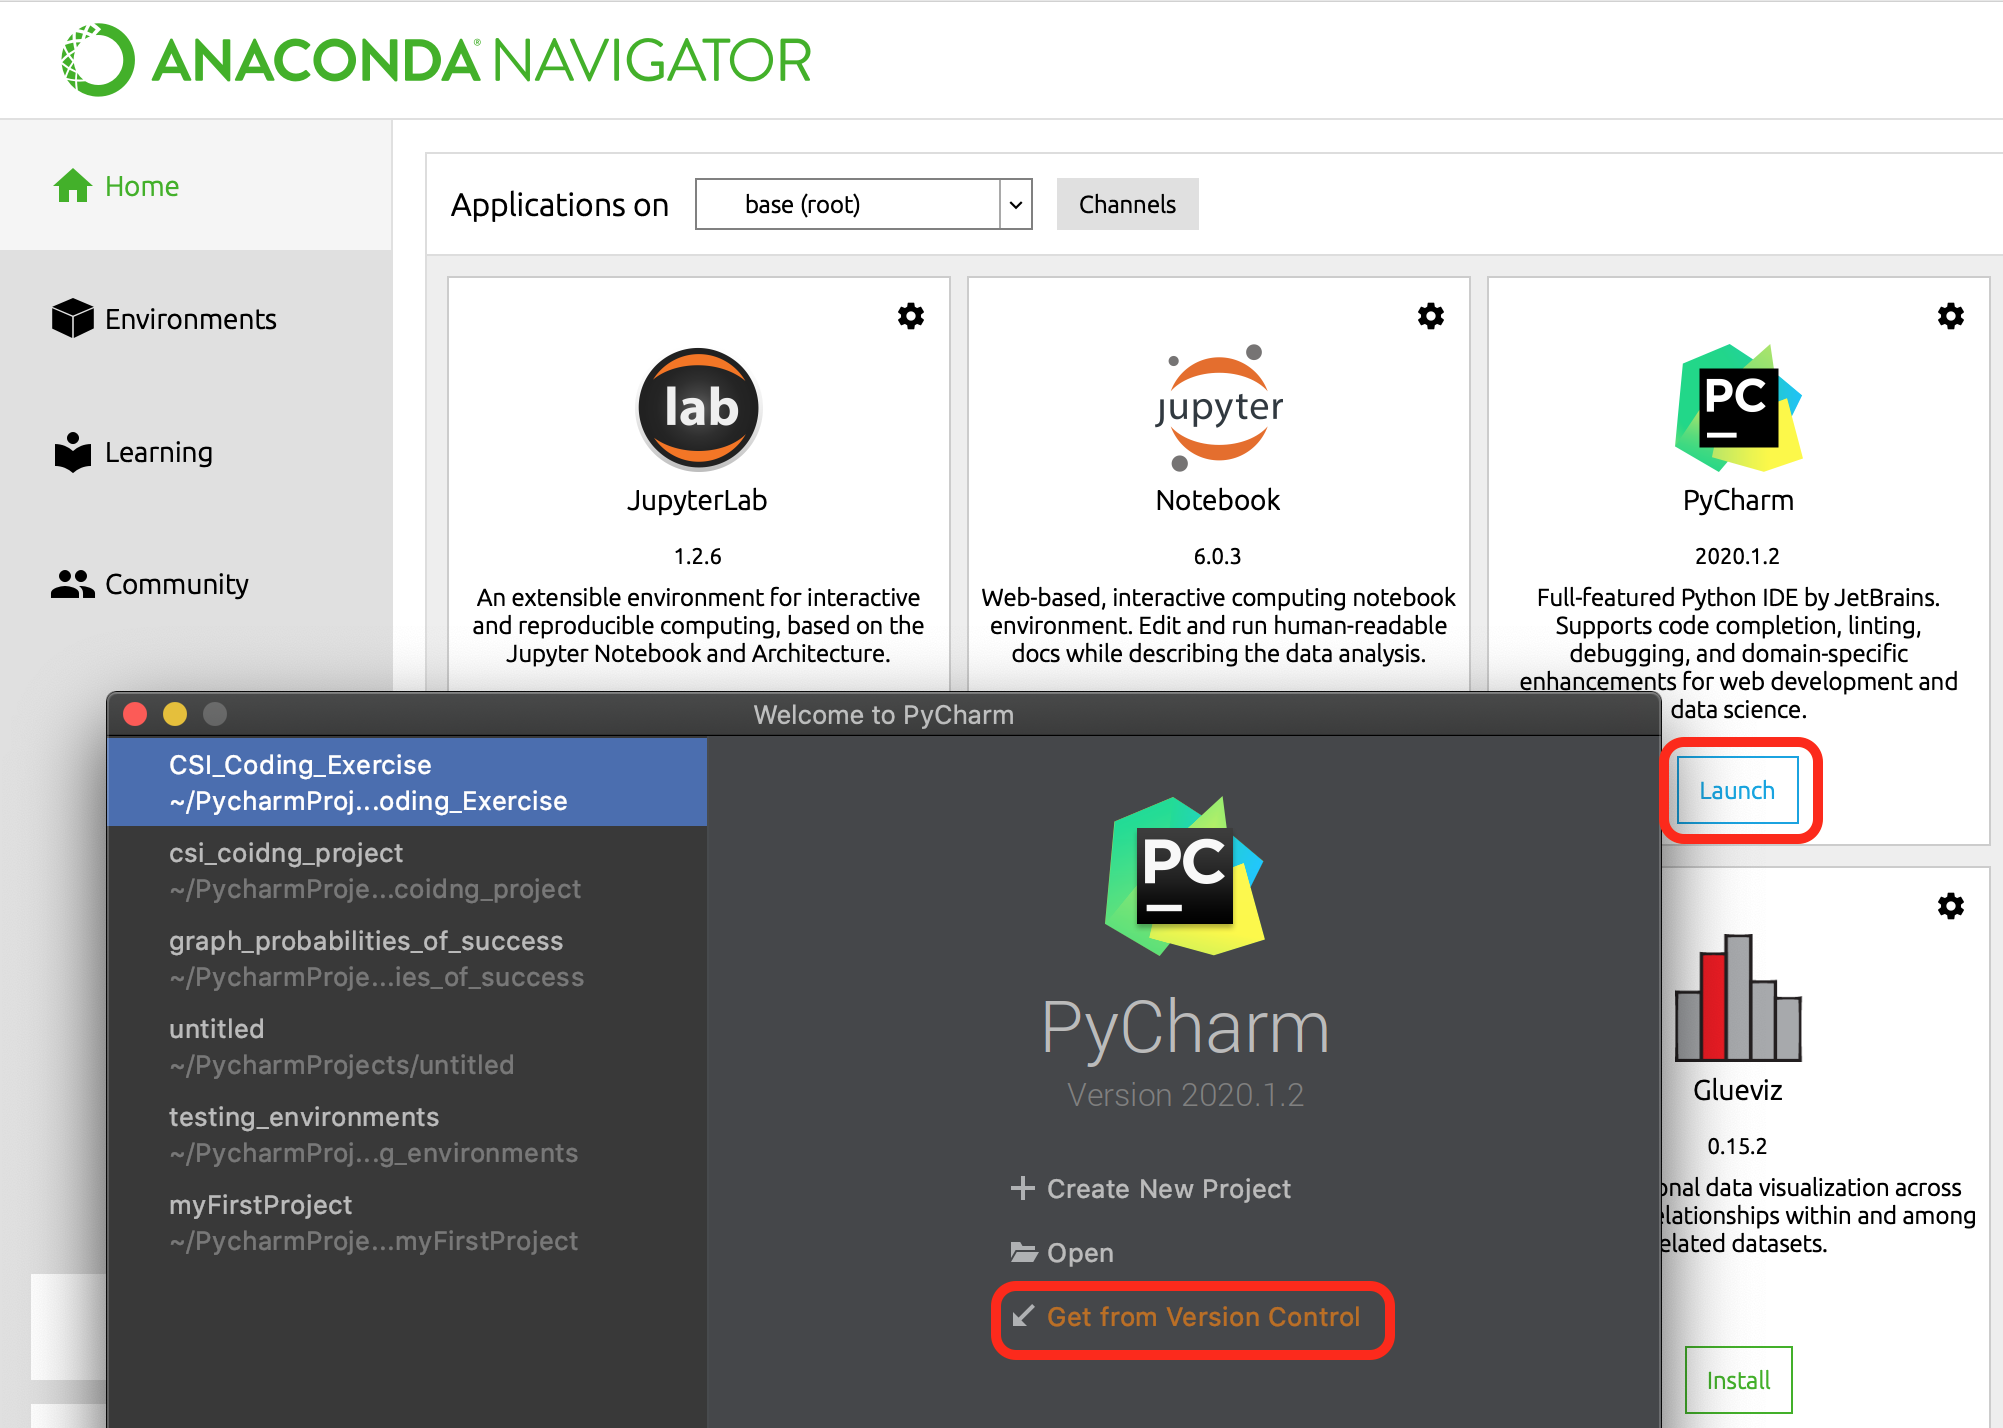 ANACONDA® NAVIGATOR
Home
Environments
Learning
Community
Applications on
base (root)
Channels
lab
JupyterLab
1.2.6
An extensible environment for interactive
and reproducible computing, based on the
Jupyter Notebook and Architecture.
jupyter
Notebook
6.0.3
Web-based, interactive computing notebook
environment. Edit and run human-readable
docs while describing the data analysis.
PC
PyCharm
2020.1.2
Full-featured Python IDE by JetBrains.
Supports code completion, linting,
debugging, and domain-specific
enhancements for web development and
data science.
Launch
Welcome to PyCharm
CSI_Coding_Exercise
~/PycharmProj...oding_Exercise
csi_coidng_project
~/PycharmProje...coidng_project
graph_probabilities_of_success
~/PycharmProje...ies_of_success
untitled
~/PycharmProjects/untitled
testing_environments
~/PycharmProj...g_environments
myFirstProject
~/PycharmProje...myFirstProject
PC
PyCharm
Version 2020.1.2
Create New Project
Open
Get from Version Control
Glueviz
0.15.2
onal data visualization across
elationships within and among
elated datasets.
Install